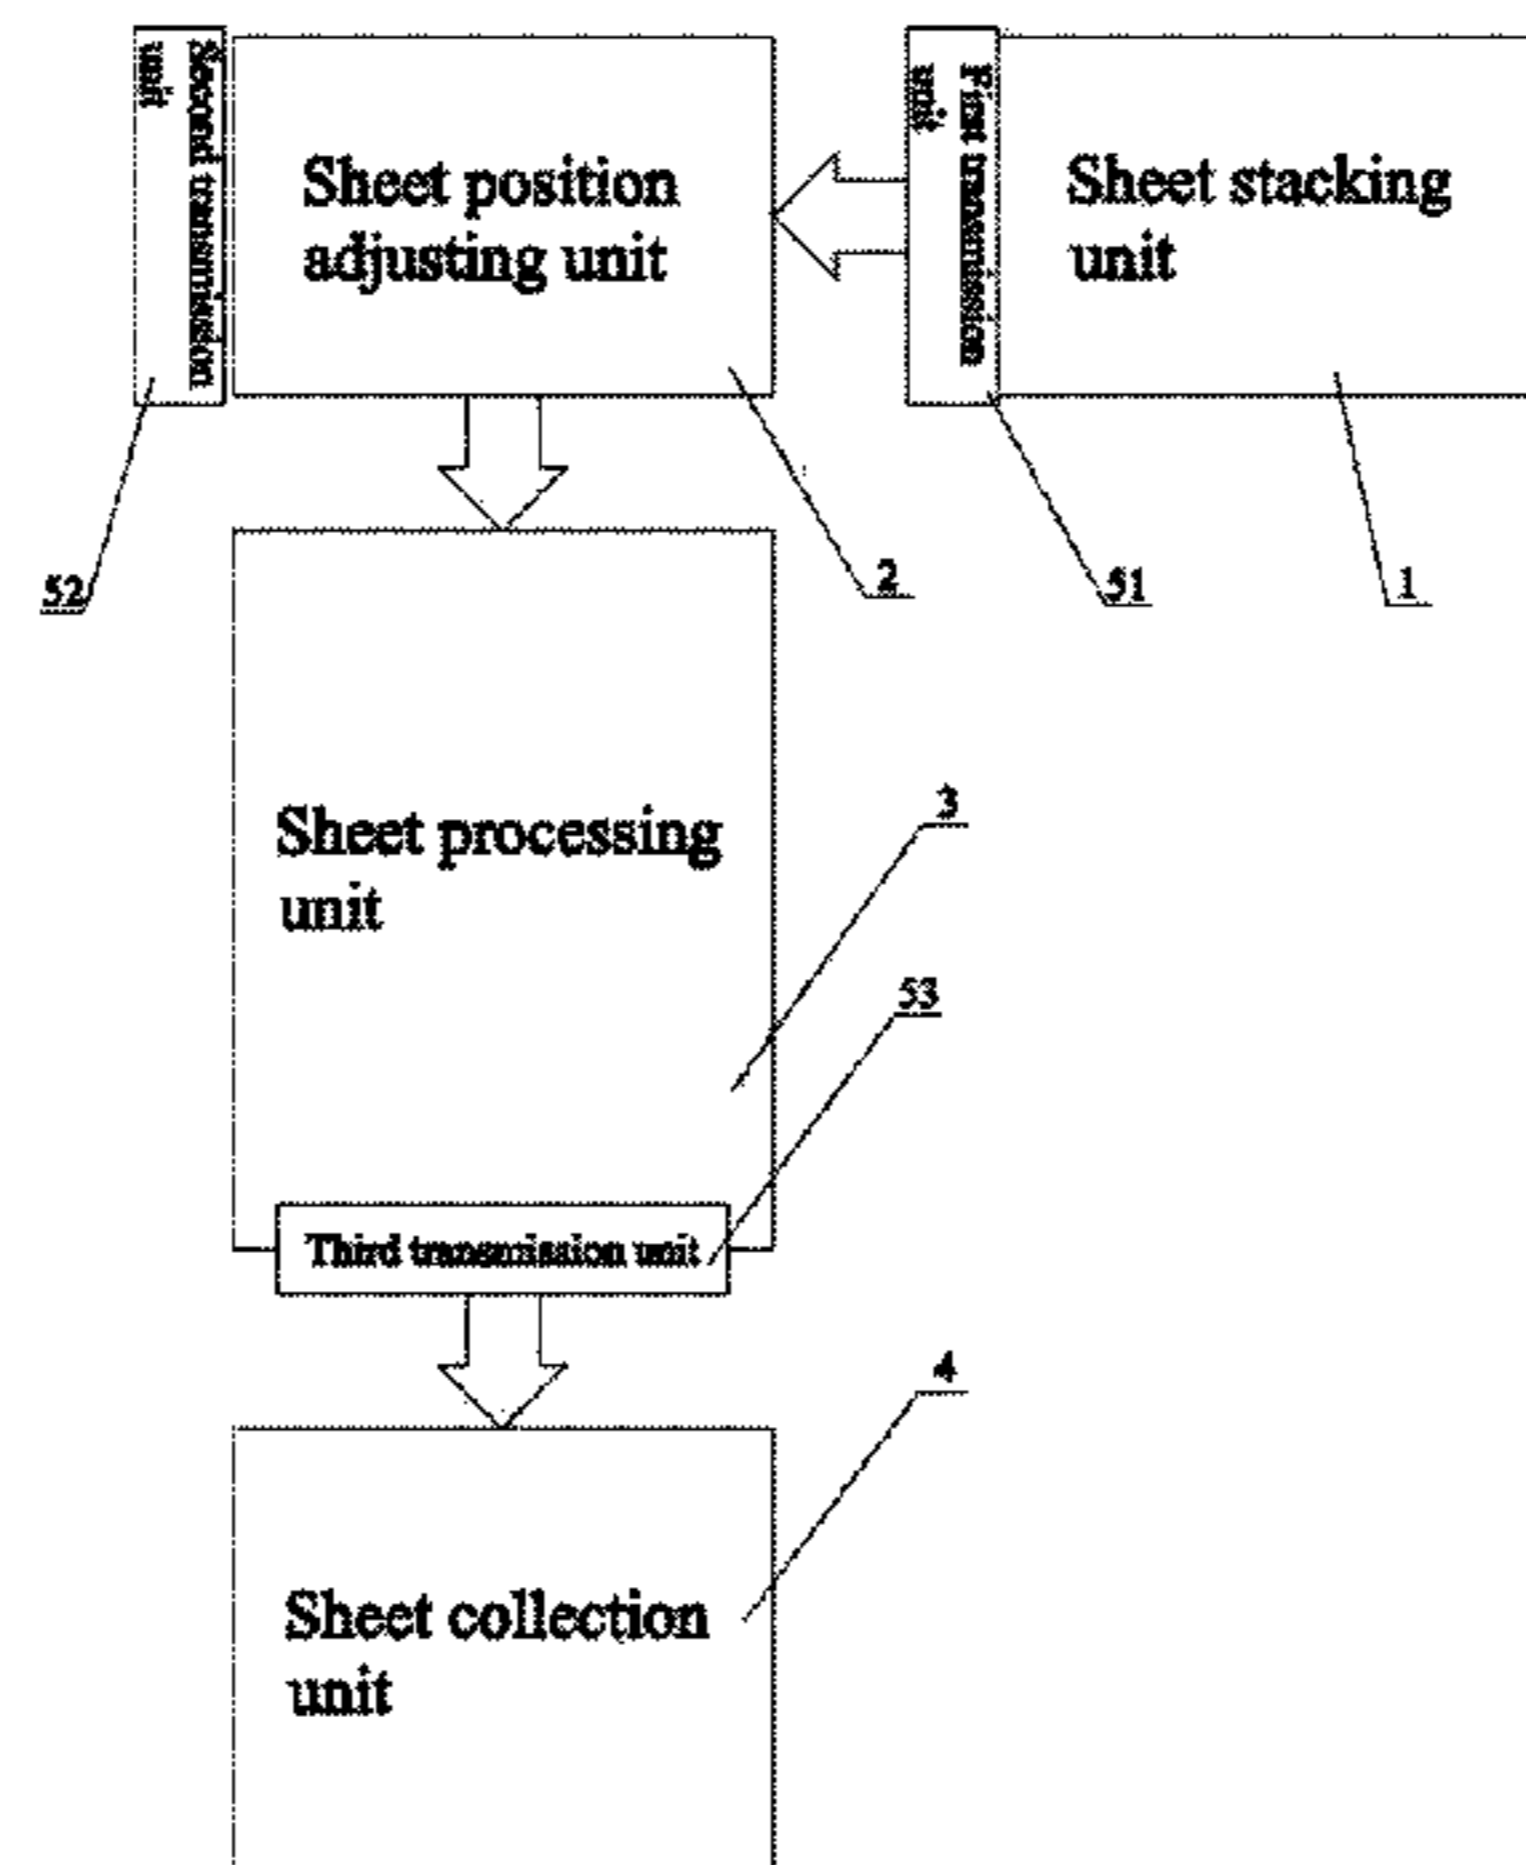 Second transmission
unit
Sheet position
adjusting unit
First transmission
unit
Sheet stacking
unit
52
2
51
1
Sheet processing
unit
3
53
Third transmission unit
4
Sheet collection
unit